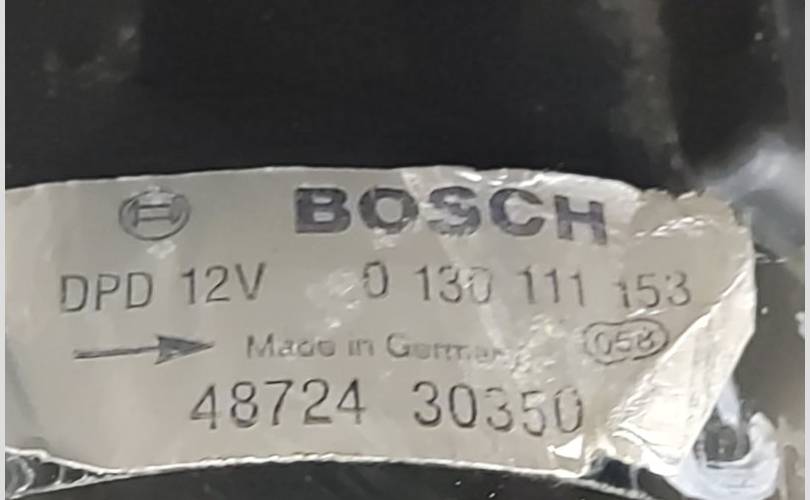 BOSCH
DPD 12V 0 130 111 153
Made in Germany 058
48724 30350